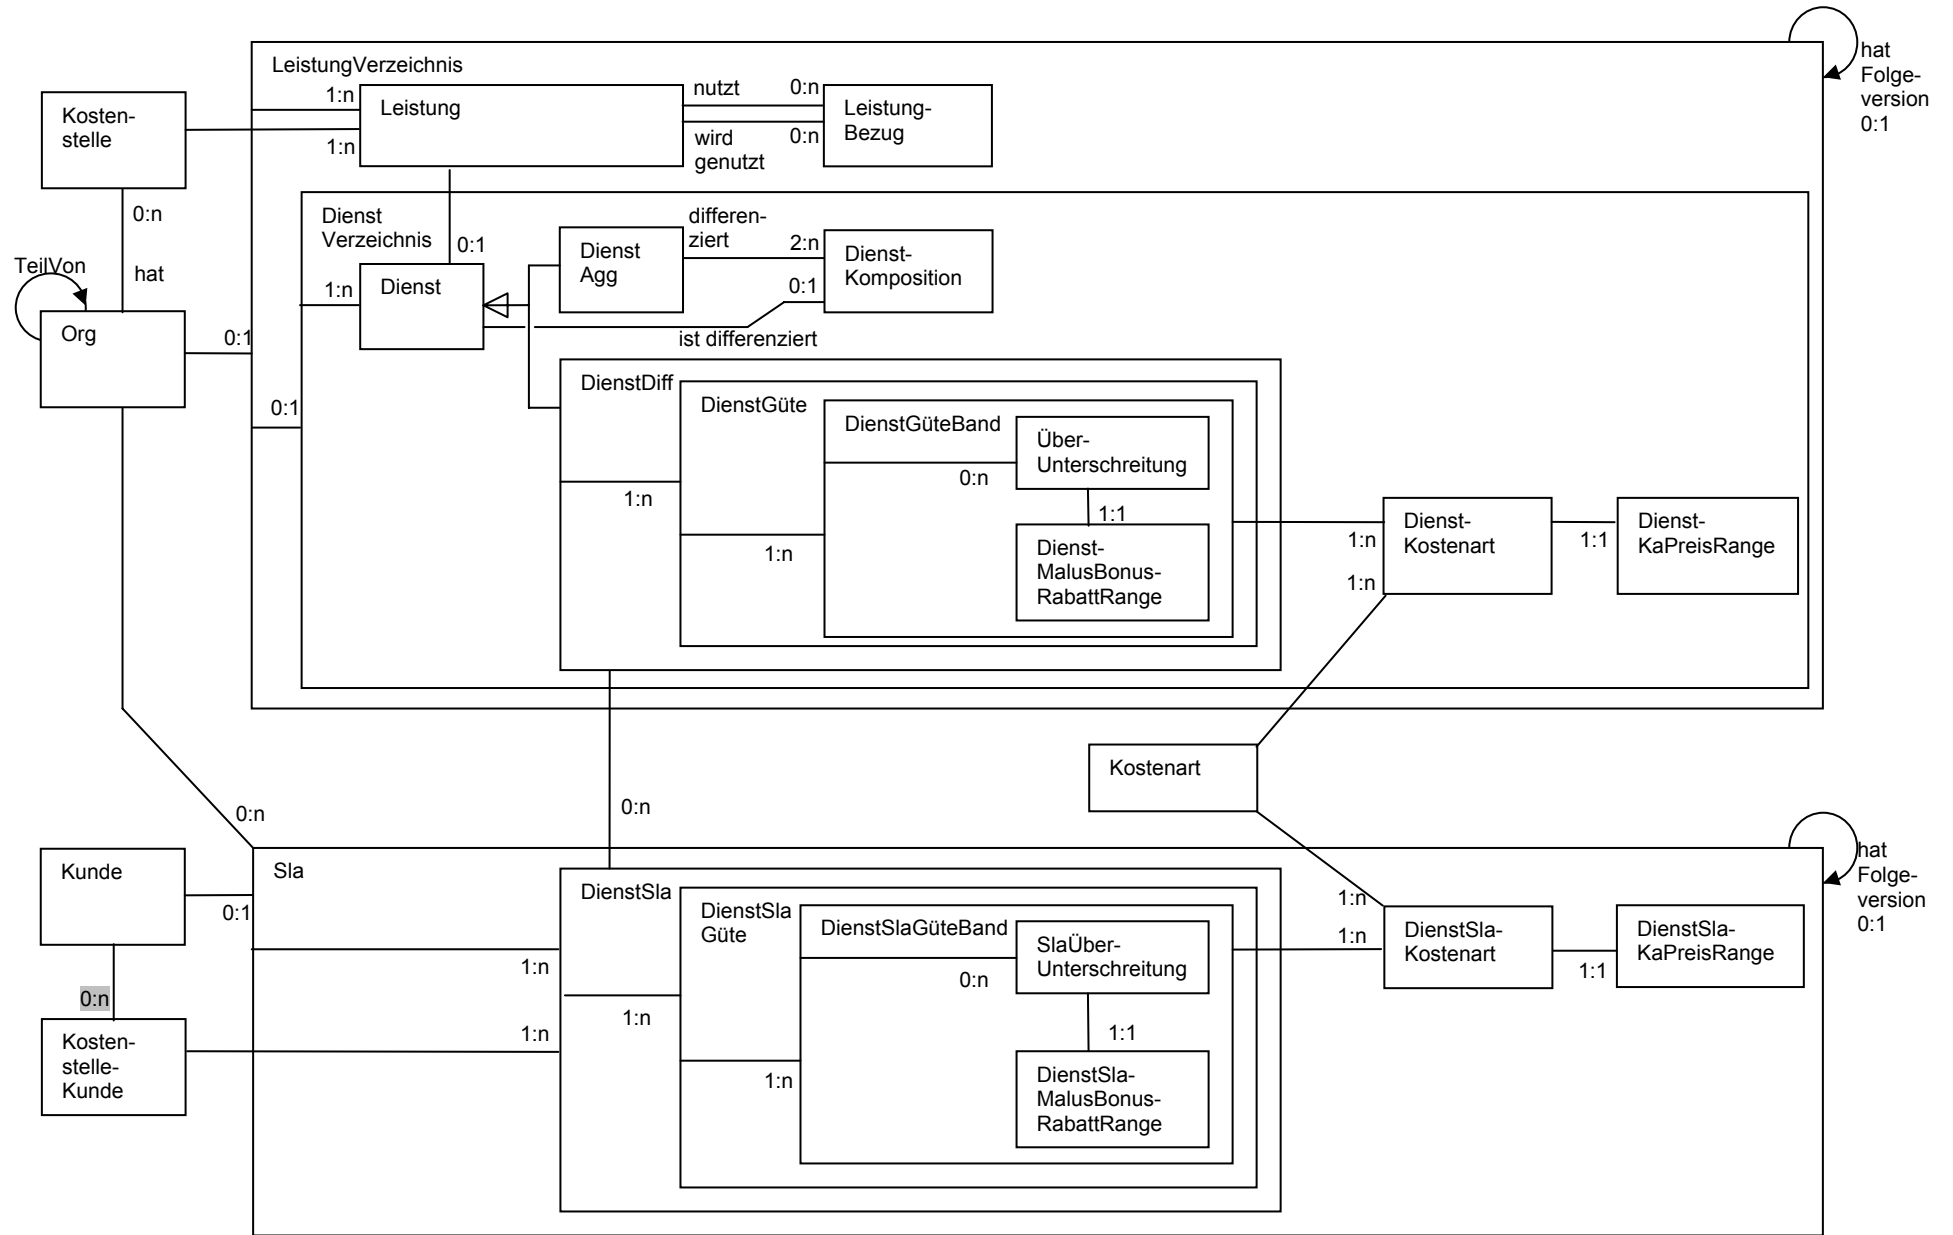 LeistungVerzeichnis
hat
Folge-
version
0:1
Kosten-
stelle
1:n
1:n
Leistung
nutzt
0:n
wird
genutzt
0:n
Leistung-
Bezug
0:n
hat
TeilVon
Org
0:1
0:1
Dienst
Verzeichnis
0:1
1:n
Dienst
Dienst
Agg
differen-
ziert
2:n
0:1
Dienst-
Komposition
ist differenziert
DienstDiff
1:n
DienstGüte
1:n
DienstGüteBand
0:n
Über-
Unterschreitung
1:1
Dienst-
MalusBonus-
RabattRange
1:n
1:n
Dienst-
Kostenart
1:1
Dienst-
KaPreisRange
Kostenart
0:n
0:n
Kunde
0:1
0:n
Kosten-
stelle-
Kunde
Sla
hat
Folge-
version
0:1
1:n
1:n
DienstSla
1:n
DienstSla
Güte
1:n
DienstSlaGüteBand
0:n
SlaÜber-
Unterschreitung
1:1
DienstSla-
MalusBonus-
RabattRange
1:n
1:n
DienstSla-
Kostenart
1:1
DienstSla-
KaPreisRange